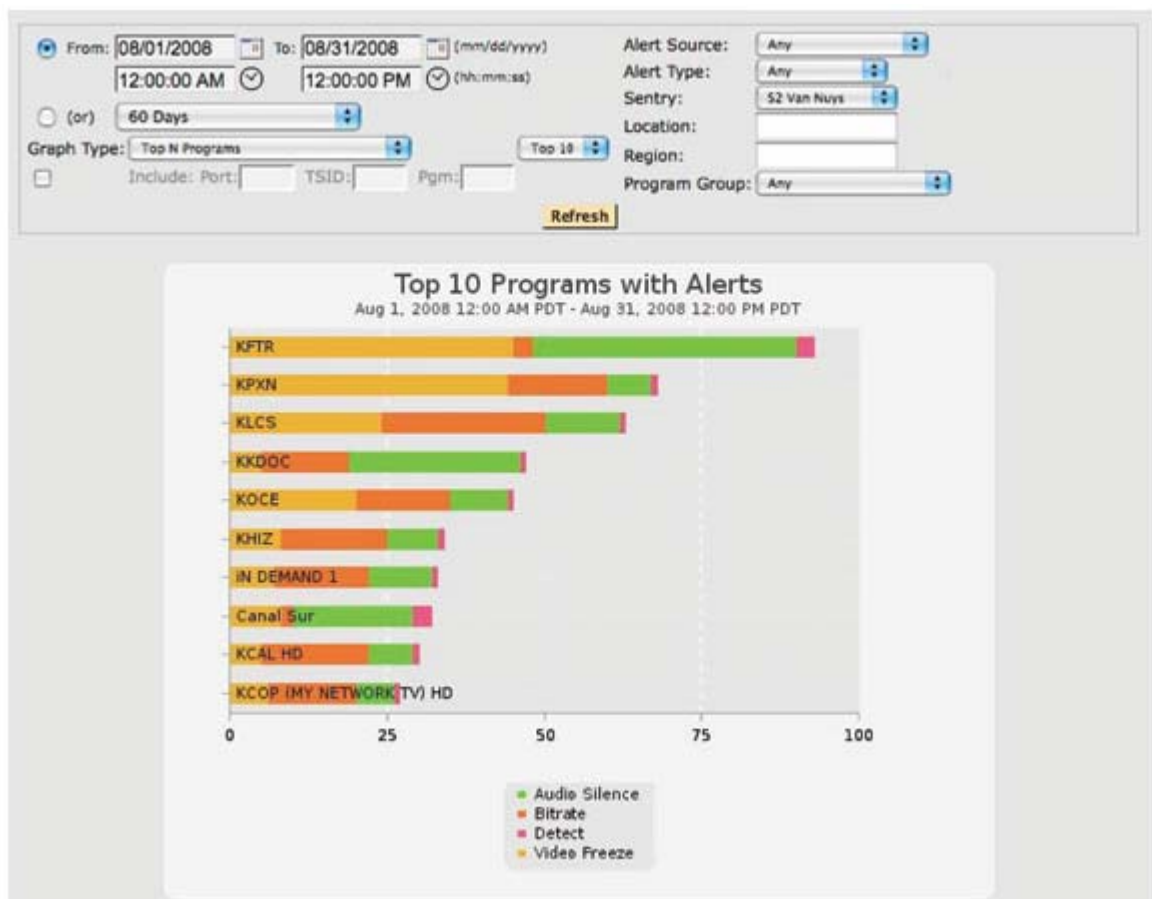 From: 08/01/2008 To: 08/31/2008 (mm/dd/yyyy)
12:00:00 AM 12:00:00 PM (hh:mm:ss)
(or) 60 Days
Graph Type: Top N Programs Top 10
Include: Port: TSID: Pgm:
Alert Source: Any
Alert Type: Any
Sentry: S2 Van Nuys
Location:
Region:
Program Group: Any
Refresh
Top 10 Programs with Alerts
Aug 1, 2008 12:00 AM PDT - Aug 31, 2008 12:00 PM PDT
KFTR
KPXN
KLCS
KKDOC
KOCE
KHIZ
iN DEMAND 1
Canal Sur
KCAL HD
KCOP (MY NETWORK TV) HD
0 25 50 75 100
Audio Silence
Bitrate
Detect
Video Freeze